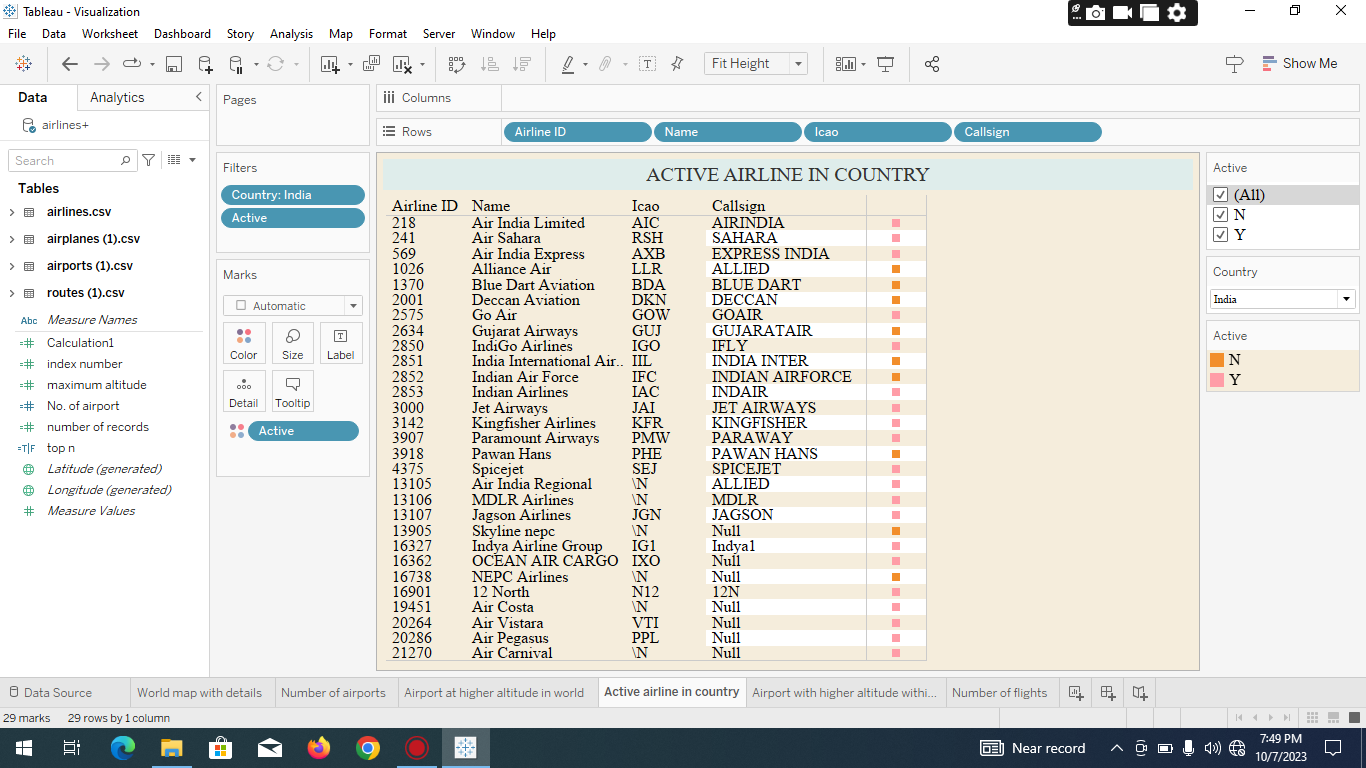 Tableau - Visualization
File Data Worksheet Dashboard Story Analysis Map Format Server Window Help
Fit Height
Show Me
Data Analytics
airlines+
Search
Tables
airlines.csv
airplanes (1).csv
airports (1).csv
routes (1).csv
Abc Measure Names
Calculation1
index number
maximum altitude
No. of airport
number of records
top n
Latitude (generated)
Longitude (generated)
Measure Values
Pages
Filters
Country: India
Active
Marks
Automatic
Color Size Label
Detail Tooltip
Active
Columns
Rows Airline ID Name Icao Callsign
ACTIVE AIRLINE IN COUNTRY
Airline ID Name Icao Callsign
218 Air India Limited AIC AIRINDIA
241 Air Sahara RSH SAHARA
569 Air India Express AXB EXPRESS INDIA
1026 Alliance Air LLR ALLIED
1370 Blue Dart Aviation BDA BLUE DART
2001 Deccan Aviation DKN DECCAN
2575 Go Air GOW GOAIR
2634 Gujarat Airways GUJ GUJARATAIR
2850 IndiGo Airlines IGO IFLY
2851 India International Air.. IIL INDIA INTER
2852 Indian Air Force IFC INDIAN AIRFORCE
2853 Indian Airlines IAC INDAIR
3000 Jet Airways JAI JET AIRWAYS
3142 Kingfisher Airlines KFR KINGFISHER
3907 Paramount Airways PMW PARAWAY
3918 Pawan Hans PHE PAWAN HANS
4375 Spicejet SEJ SPICEJET
13105 Air India Regional \N ALLIED
13106 MDLR Airlines \N MDLR
13107 Jagson Airlines JGN JAGSON
13905 Skyline nepc \N Null
16327 Indya Airline Group IG1 Indya1
16362 OCEAN AIR CARGO IXO Null
16738 NEPC Airlines \N Null
16901 12 North N12 12N
19451 Air Costa \N Null
20264 Air Vistara VTI Null
20286 Air Pegasus PPL Null
21270 Air Carnival \N Null
Active
(All)
N
Y
Country
India
Active
N
Y
Data Source World map with details Number of airports Airport at higher altitude in world Active airline in country Airport with higher altitude withi... Number of flights
29 marks 29 rows by 1 column
Near record
7:49 PM
10/7/2023